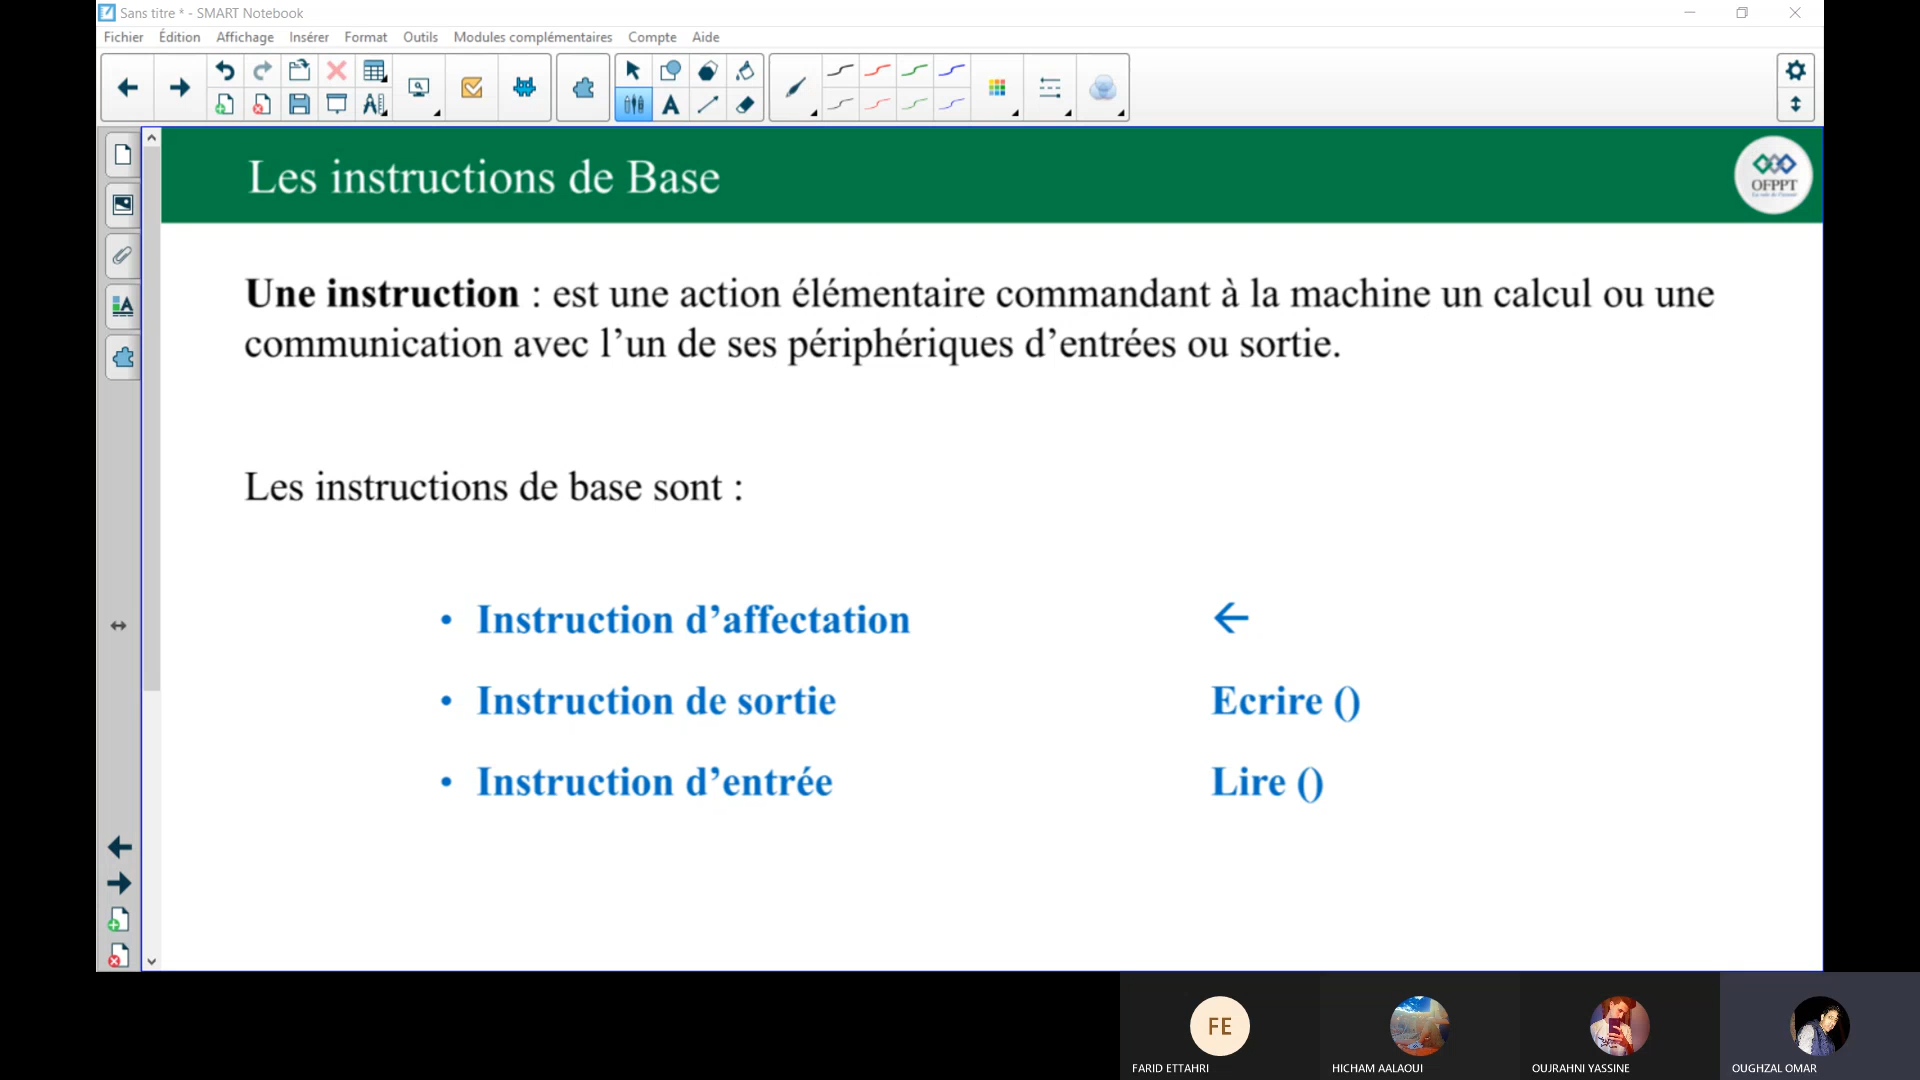 Sans titre * - SMART Notebook
Fichier Édition Affichage Insérer Format Outils Modules complémentaires Compte Aide
Les instructions de Base
OFPPT
Une instruction : est une action élémentaire commandant à la machine un calcul ou une
communication avec l’un de ses périphériques d’entrées ou sortie.
Les instructions de base sont :
• Instruction d’affectation ←
• Instruction de sortie Ecrire ()
• Instruction d’entrée Lire ()
FE
FARID ETTAHRI HICHAM AALAOUI OUJRAHNI YASSINE OUGHZAL OMAR